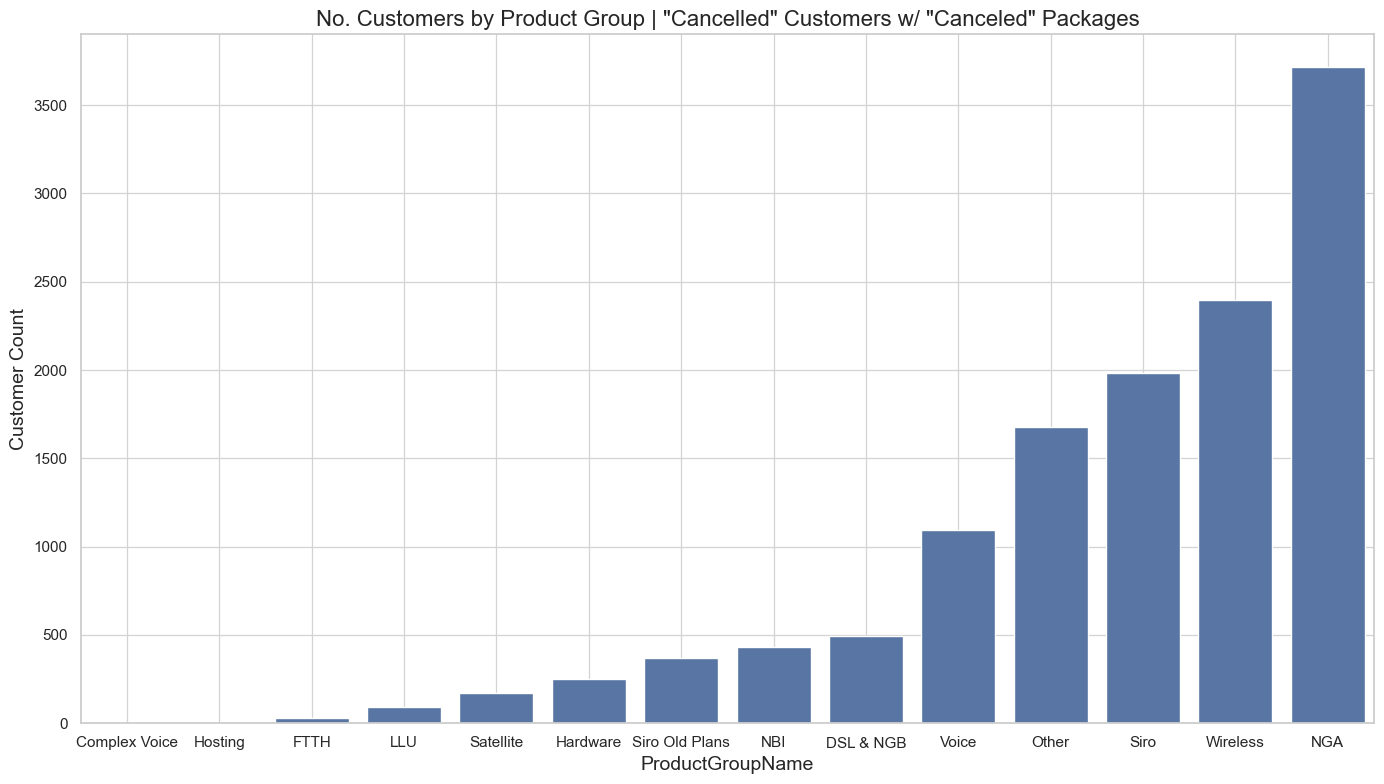 No. Customers by Product Group | "Cancelled" Customers w/ "Canceled" Packages
Customer Count
3500
3000
2500
2000
1500
1000
500
0
Complex Voice Hosting FTTH LLU Satellite Hardware Siro Old Plans NBI DSL & NGB Voice Other Siro Wireless NGA
ProductGroupName